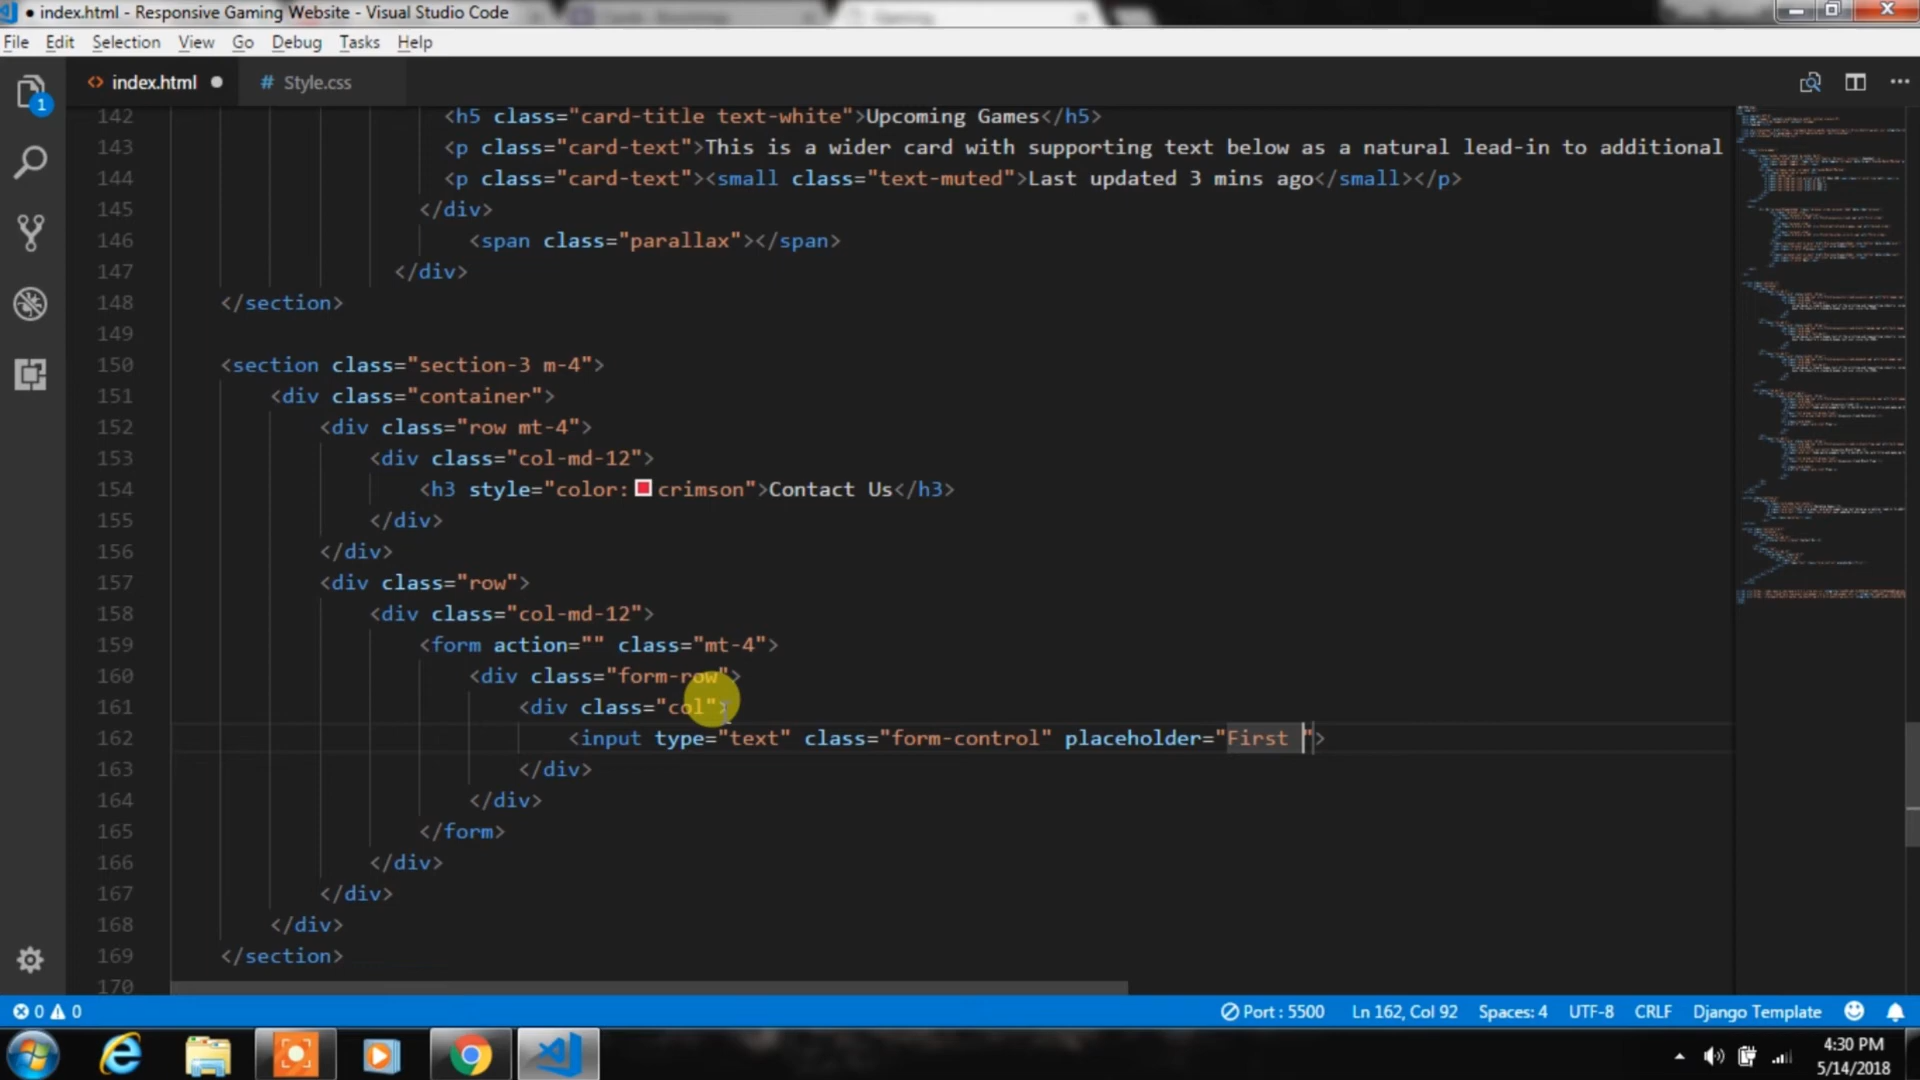 index.html - Responsive Gaming Website - Visual Studio Code
File Edit Selection View Go Debug Tasks Help
index.html Style.css
1
142 <h5 class="card-title text-white">Upcoming Games</h5>
143 <p class="card-text">This is a wider card with supporting text below as a natural lead-in to additional
144 <p class="card-text"><small class="text-muted">Last updated 3 mins ago</small></p>
145 </div>
146 <span class="parallax"></span>
147 </div>
148 </section>
149
150 <section class="section-3 m-4">
151 <div class="container">
152 <div class="row mt-4">
153 <div class="col-md-12">
154 <h3 style="color:crimson">Contact Us</h3>
155 </div>
156 </div>
157 <div class="row">
158 <div class="col-md-12">
159 <form action="" class="mt-4">
160 <div class="form-row">
161 <div class="col">
162 <input type="text" class="form-control" placeholder="First ">
163 </div>
164 </div>
165 </form>
166 </div>
167 </div>
168 </div>
169 </section>
170
0 0 Port : 5500 Ln 162, Col 92 Spaces: 4 UTF-8 CRLF Django Template
4:30 PM
5/14/2018